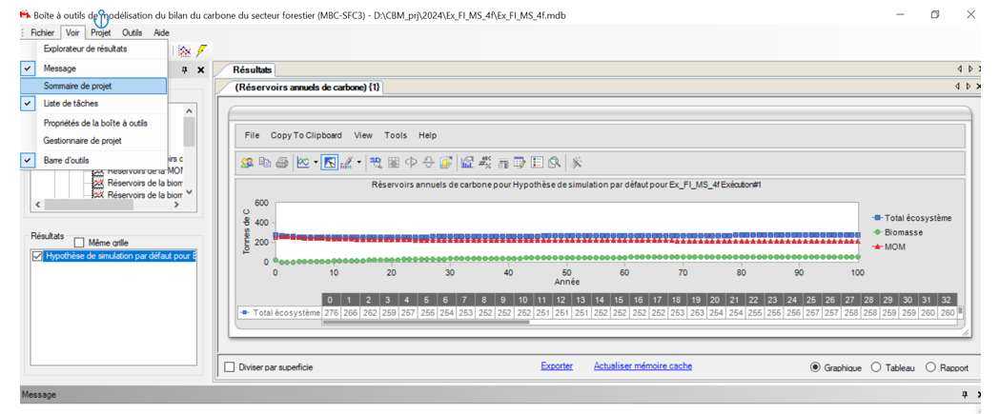 Boîte à outils de modélisation du bilan du carbone du secteur forestier (MBC-SFC3) - D:\CBM_prj\2024\Ex_FI_MS_4f\Ex_FI_MS_4f.mdb
Fichier Voir Projet Outils Aide
Explorateur de résultats
Message
Sommaire de projet
Liste de tâches
Propriétés de la boîte à outils
Gestionnaire de projet
Barre d'outils
Réservoirs de la MOI
Réservoirs de la biom
Réservoirs de la biom
Résultats
Même grille
Hypothèse de simulation par défaut pour E
Résultats
(Réservoirs annuels de carbone) {1}
File Copy To Clipboard View Tools Help
Réservoirs annuels de carbone pour Hypothèse de simulation par défaut pour Ex_FI_MS_4f Exécution#1
Tonnes de C
600
400
200
0
0 10 20 30 40 50 60 70 80 90 100
Année
Total écosystème
Biomasse
MOM
0 1 2 3 4 5 6 7 8 9 10 11 12 13 14 15 16 17 18 19 20 21 22 23 24 25 26 27 28 29 30 31 32
Total écosystème 276 266 262 259 257 255 254 253 252 252 252 251 251 251 252 252 252 252 253 253 254 254 255 255 256 257 257 258 258 259 259 260 260
Diviser par superficie
Exporter Actualiser mémoire cache
Graphique Tableau Rapport
Message